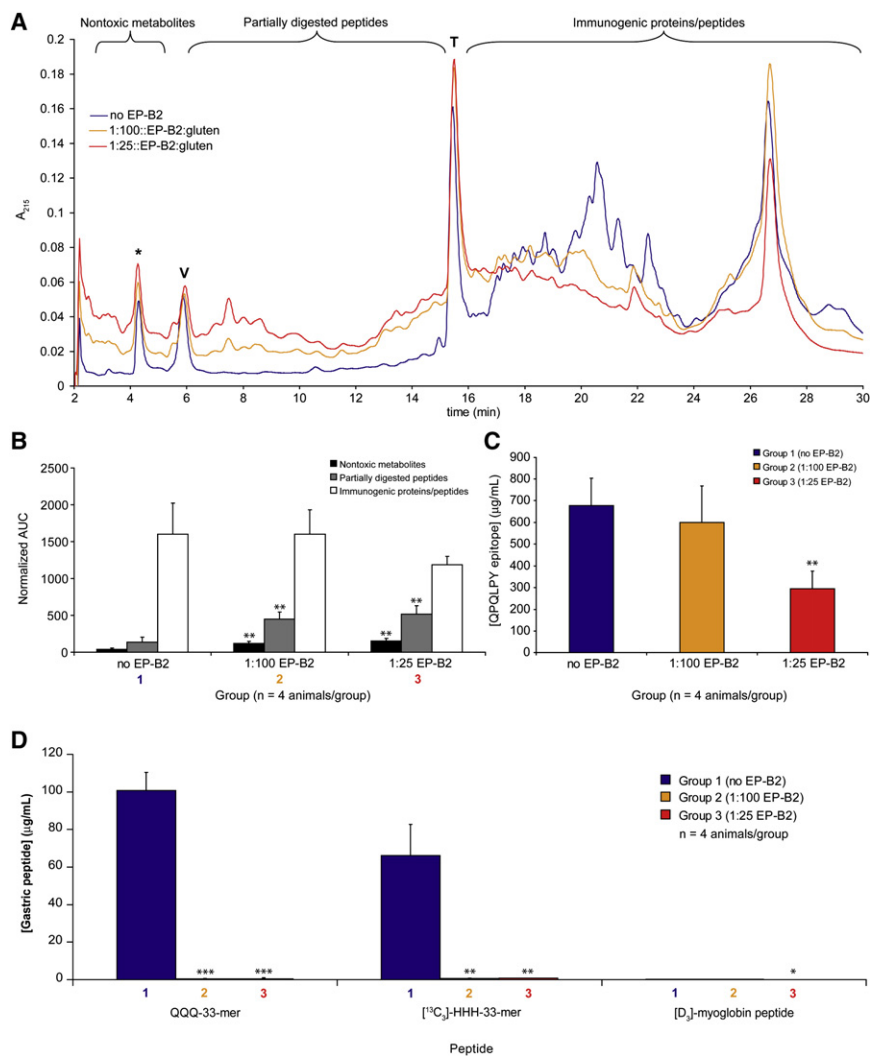 A
Nontoxic metabolites Partially digested peptides Immunogenic proteins/peptides
T
0.2
0.18
0.16
0.14
0.12
0.1
0.08
0.06
0.04
0.02
0
A215
no EP-B2
1:100::EP-B2:gluten
1:25::EP-B2:gluten
*
V
2 4 6 8 10 12 14 16 18 20 22 24 26 28 30
time (min)
B
2500
2000
1500
1000
500
0
Normalized AUC
Nontoxic metabolites
Partially digested peptides
Immunogenic proteins/peptides
** ** ** **
no EP-B2 1:100 EP-B2 1:25 EP-B2
1 2 3
Group (n = 4 animals/group)
C
900
800
700
600
500
400
300
200
100
0
[QPQLPY epitope] (μg/mL)
Group 1 (no EP-B2)
Group 2 (1:100 EP-B2)
Group 3 (1:25 EP-B2)
**
no EP-B2 1:100 EP-B2 1:25 EP-B2
Group (n = 4 animals/group)
D
120
100
80
60
40
20
0
[Gastric peptide] (μg/mL)
Group 1 (no EP-B2)
Group 2 (1:100 EP-B2)
Group 3 (1:25 EP-B2)
n = 4 animals/group
*** *** ** ** *
1 2 3 1 2 3 1 2 3
QQQ-33-mer [13C3]-HHH-33-mer [D3]-myoglobin peptide
Peptide